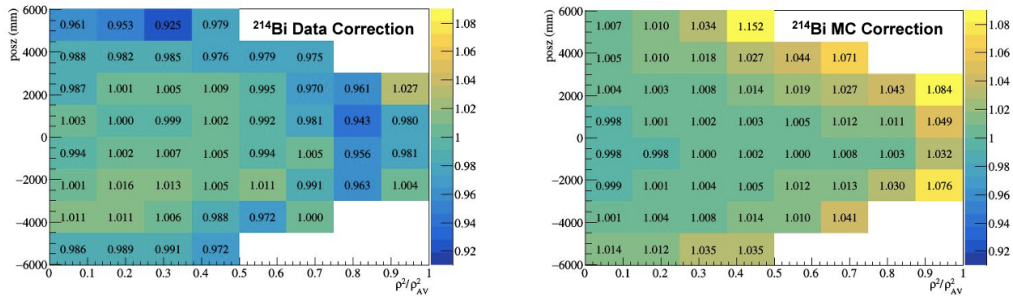 ²¹⁴Bi Data Correction
posz (mm)
6000
4000
2000
0
−2000
−4000
−6000
0.961 0.953 0.925 0.979
0.988 0.982 0.985 0.976 0.979 0.975
0.987 1.001 1.005 1.009 0.995 0.970 0.961 1.027
1.003 1.000 0.999 1.002 0.992 0.981 0.943 0.980
0.994 1.002 1.007 1.005 0.994 1.005 0.956 0.981
1.001 1.016 1.013 1.005 1.011 0.991 0.963 1.004
1.011 1.011 1.006 0.988 0.972 1.000
0.986 0.989 0.991 0.972
0 0.1 0.2 0.3 0.4 0.5 0.6 0.7 0.8 0.9 1
ρ²/ρ²AV
1.08
1.06
1.04
1.02
1
0.98
0.96
0.94
0.92
²¹⁴Bi MC Correction
posz (mm)
6000
4000
2000
0
−2000
−4000
−6000
1.007 1.010 1.034 1.152
1.005 1.010 1.018 1.027 1.044 1.071
1.004 1.003 1.008 1.014 1.019 1.027 1.043 1.084
0.998 1.001 1.002 1.003 1.005 1.012 1.011 1.049
0.998 0.998 1.000 1.002 1.000 1.008 1.003 1.032
0.999 1.001 1.004 1.005 1.012 1.013 1.030 1.076
1.001 1.004 1.008 1.014 1.010 1.041
1.014 1.012 1.035 1.035
0 0.1 0.2 0.3 0.4 0.5 0.6 0.7 0.8 0.9 1
ρ²/ρ²AV
1.08
1.06
1.04
1.02
1
0.98
0.96
0.94
0.92